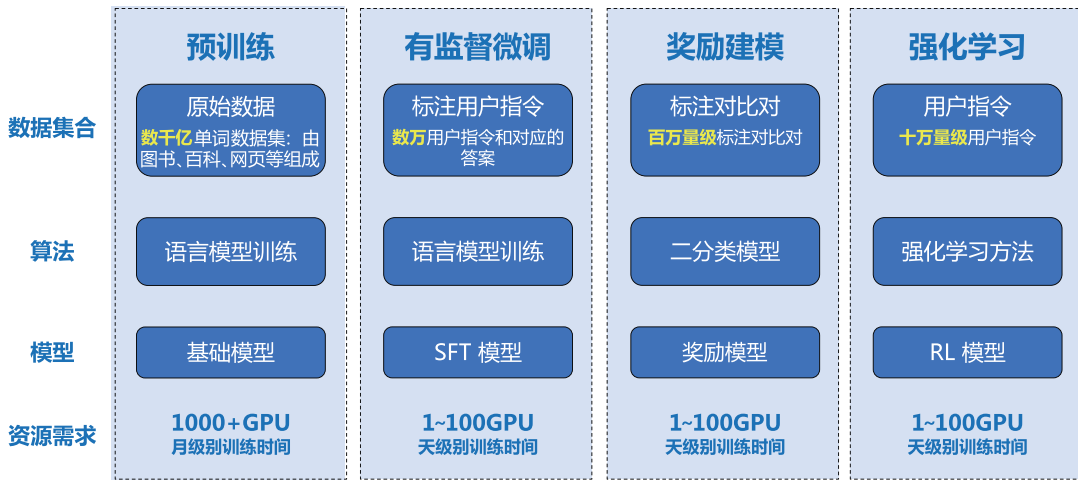 预训练
有监督微调
奖励建模
强化学习
数据集合
原始数据
数千亿单词数据集：由
图书、百科、网页等组成
标注用户指令
数万用户指令和对应的
答案
标注对比对
百万量级标注对比对
用户指令
十万量级用户指令
算法
语言模型训练
语言模型训练
二分类模型
强化学习方法
模型
基础模型
SFT 模型
奖励模型
RL 模型
资源需求
1000+GPU
月级别训练时间
1~100GPU
天级别训练时间
1~100GPU
天级别训练时间
1~100GPU
天级别训练时间